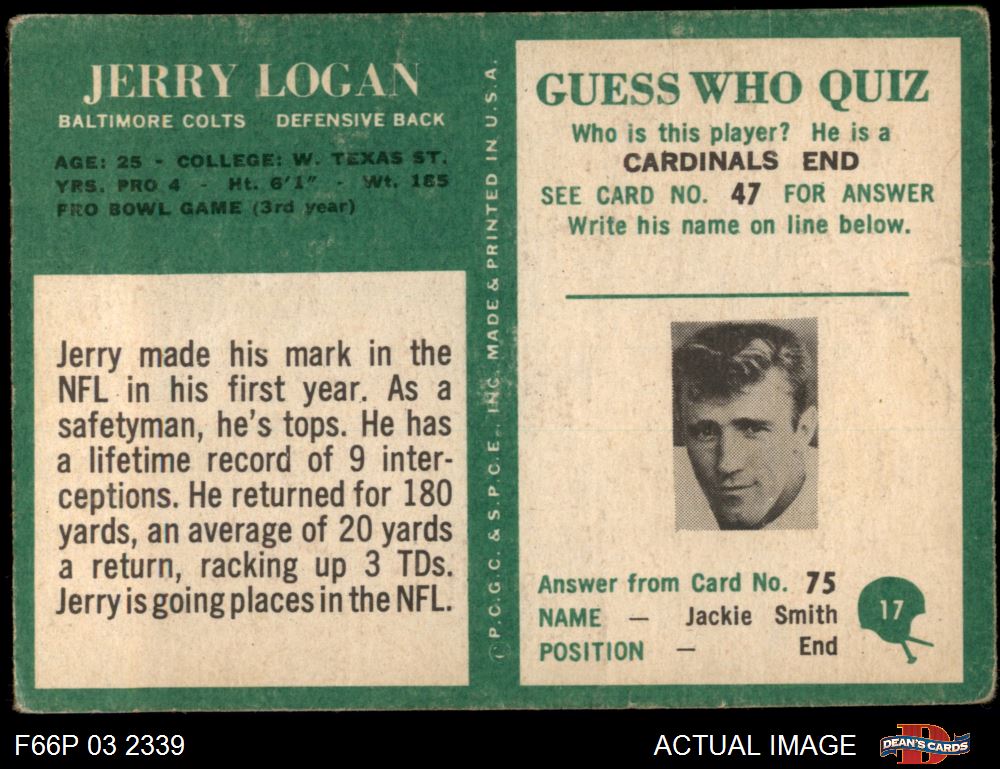 JERRY LOGAN
BALTIMORE COLTS DEFENSIVE BACK
AGE: 25 - COLLEGE: W. TEXAS ST.
YRS. PRO 4 - Ht. 6'1" - Wt. 185
PRO BOWL GAME (3rd year)
Jerry made his mark in the
NFL in his first year. As a
safetyman, he's tops. He has
a lifetime record of 9 inter-
ceptions. He returned for 180
yards, an average of 20 yards
a return, racking up 3 TDs.
Jerry is going places in the NFL.
© P.C.G.C. & S.P.C.E., INC. MADE & PRINTED IN U.S.A.
GUESS WHO QUIZ
Who is this player? He is a
CARDINALS END
SEE CARD NO. 47 FOR ANSWER
Write his name on line below.
Answer from Card No. 75
NAME — Jackie Smith
POSITION — End
17
F66P 03 2339
ACTUAL IMAGE
D
DEAN'S CARDS